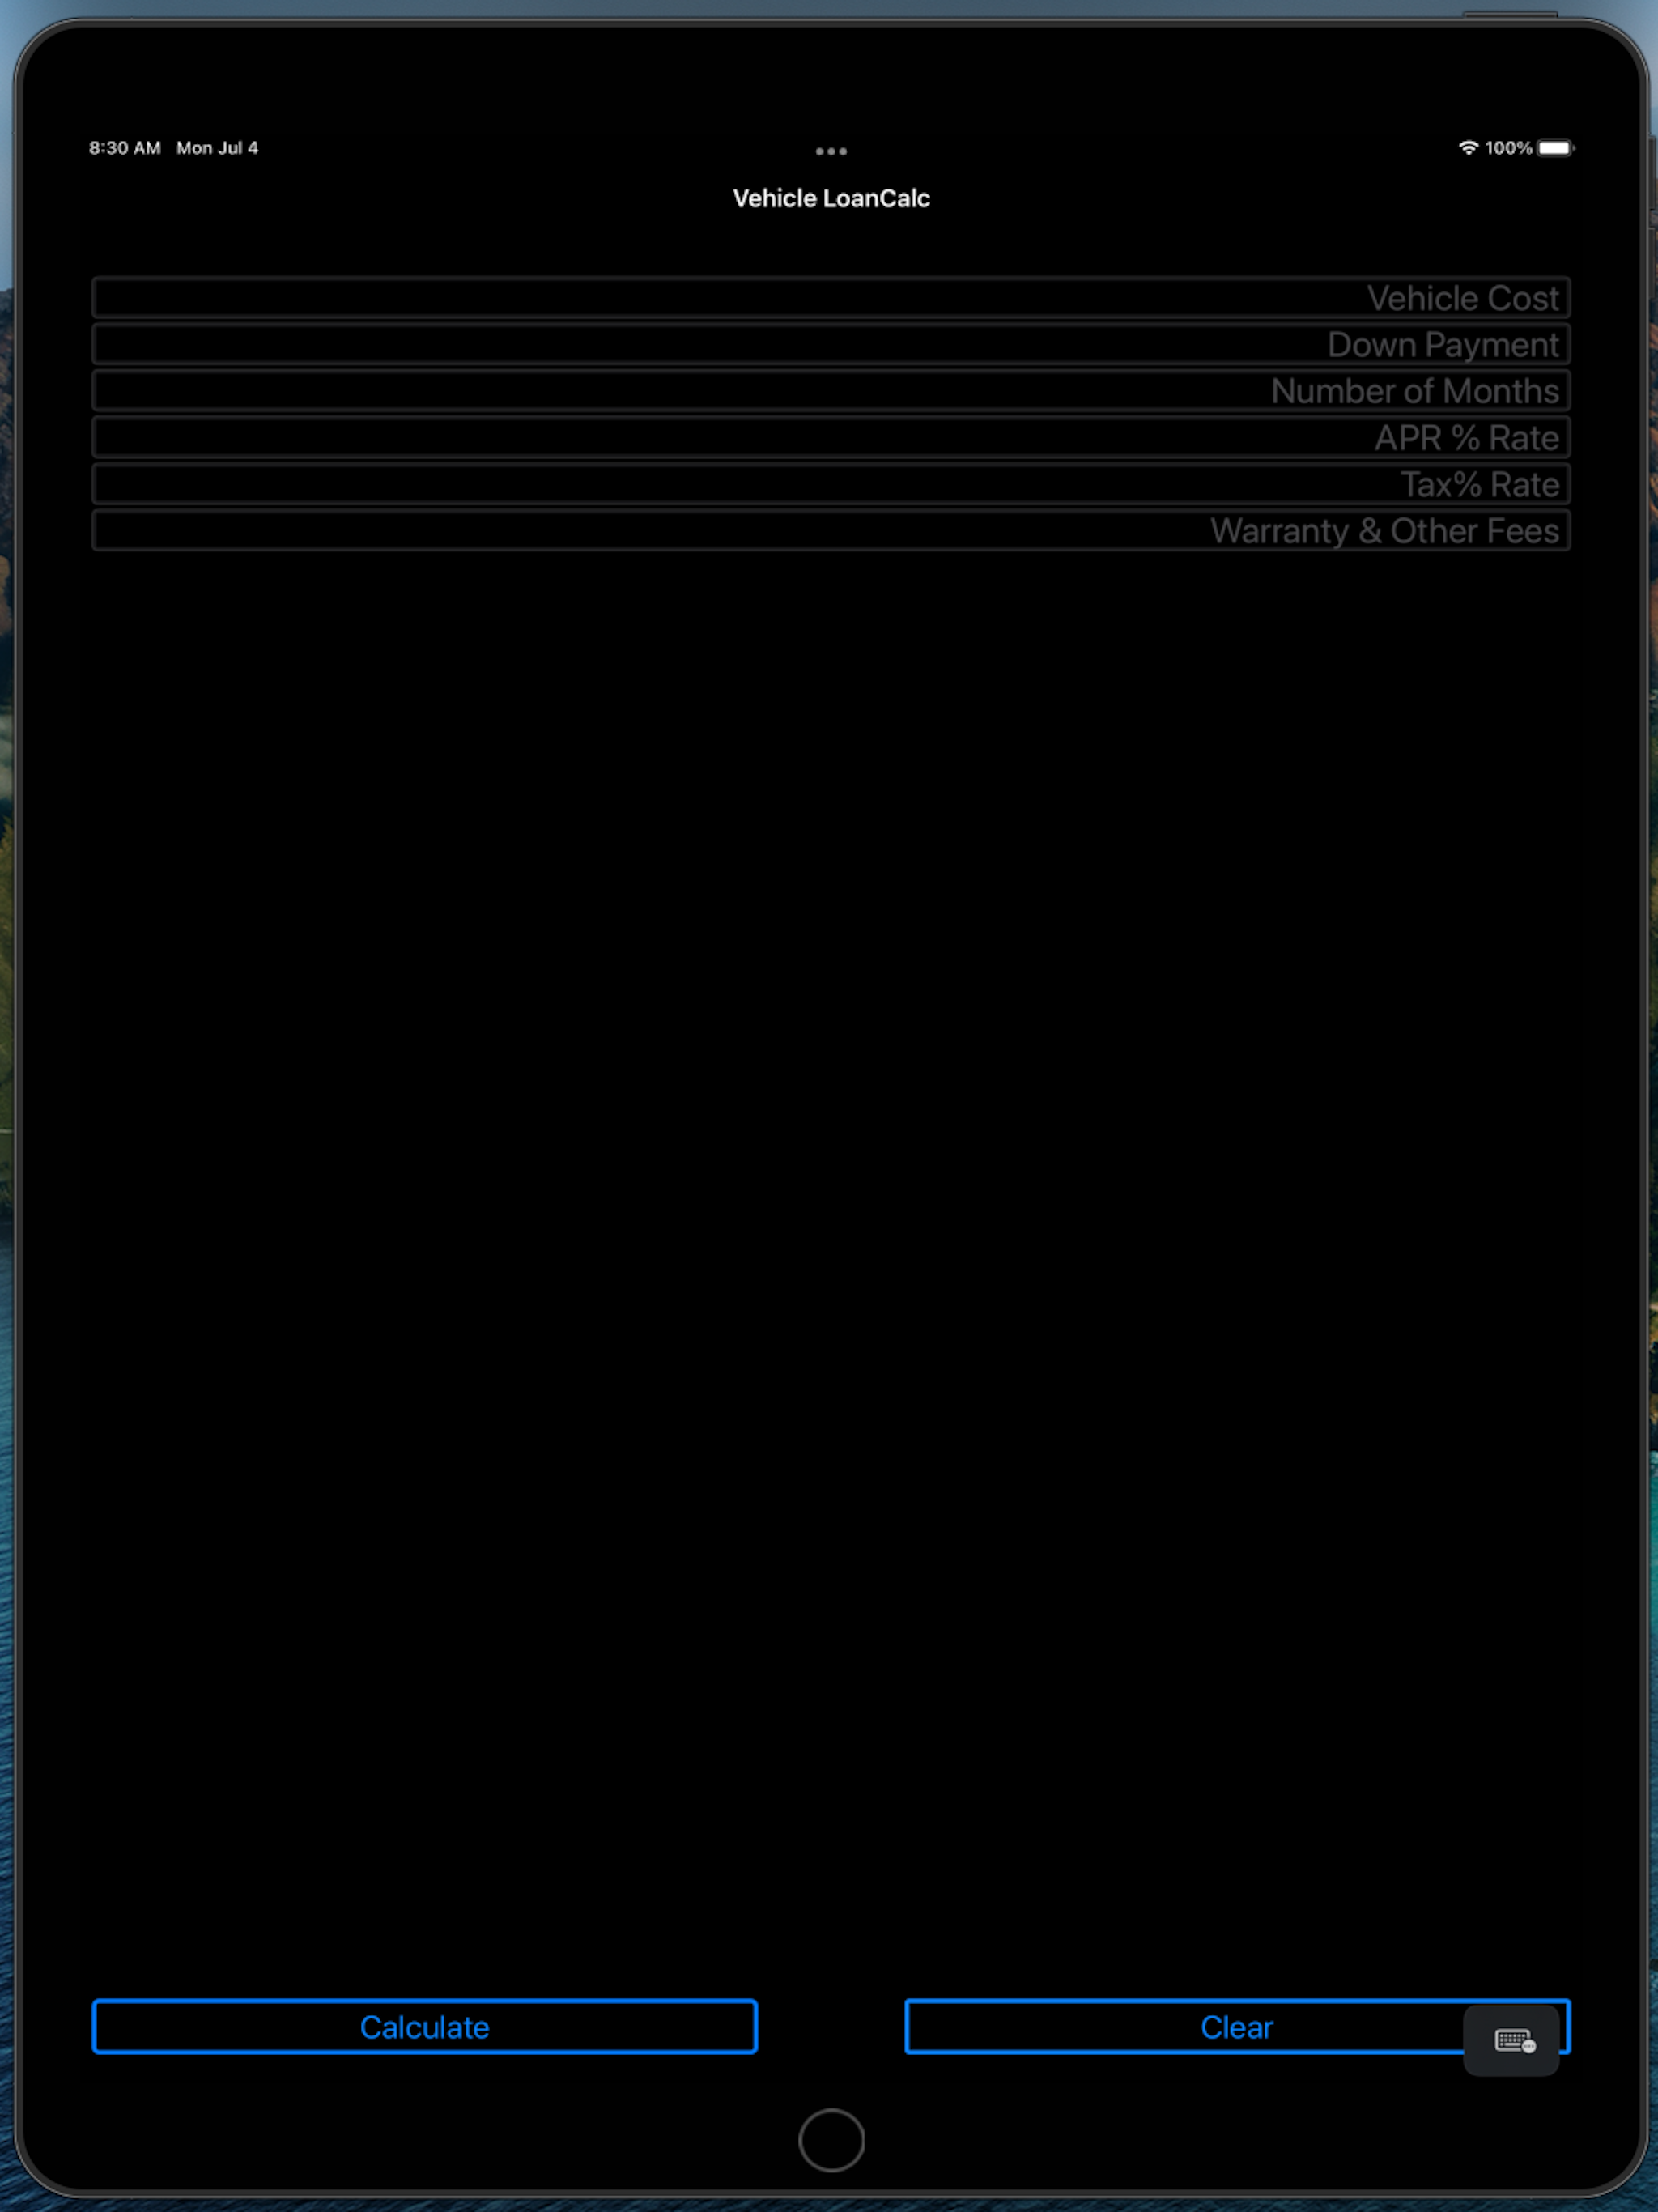 8:30 AM Mon Jul 4 100%
Vehicle LoanCalc
Vehicle Cost
Down Payment
Number of Months
APR % Rate
Tax% Rate
Warranty & Other Fees
Calculate Clear